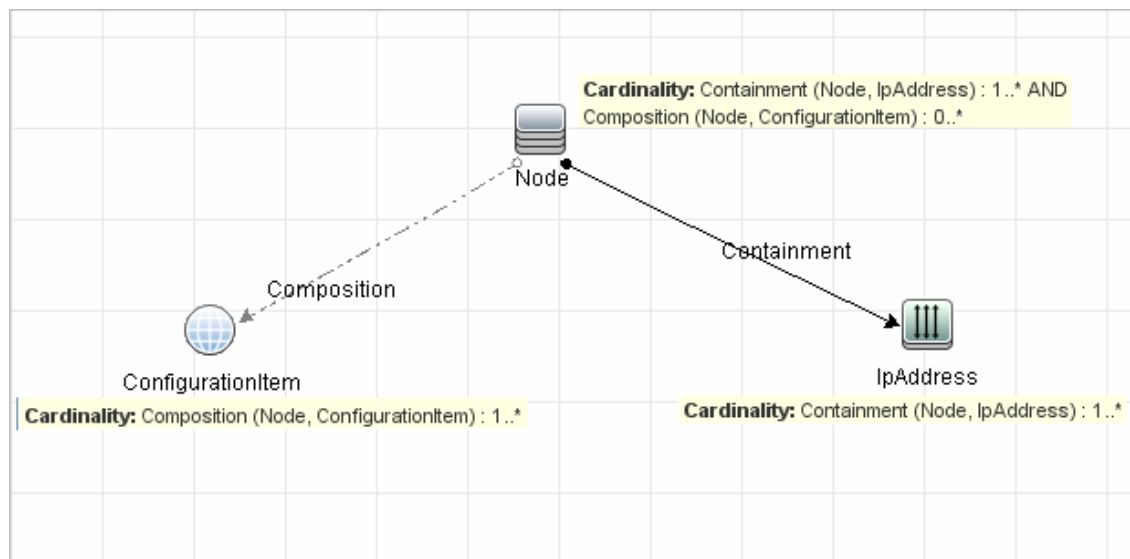 Cardinality: Containment (Node, IpAddress) : 1..* AND
Composition (Node, ConfigurationItem) : 0..*
Node
Containment
Composition
IpAddress
ConfigurationItem
Cardinality: Containment (Node, IpAddress) : 1..*
Cardinality: Composition (Node, ConfigurationItem) : 1..*